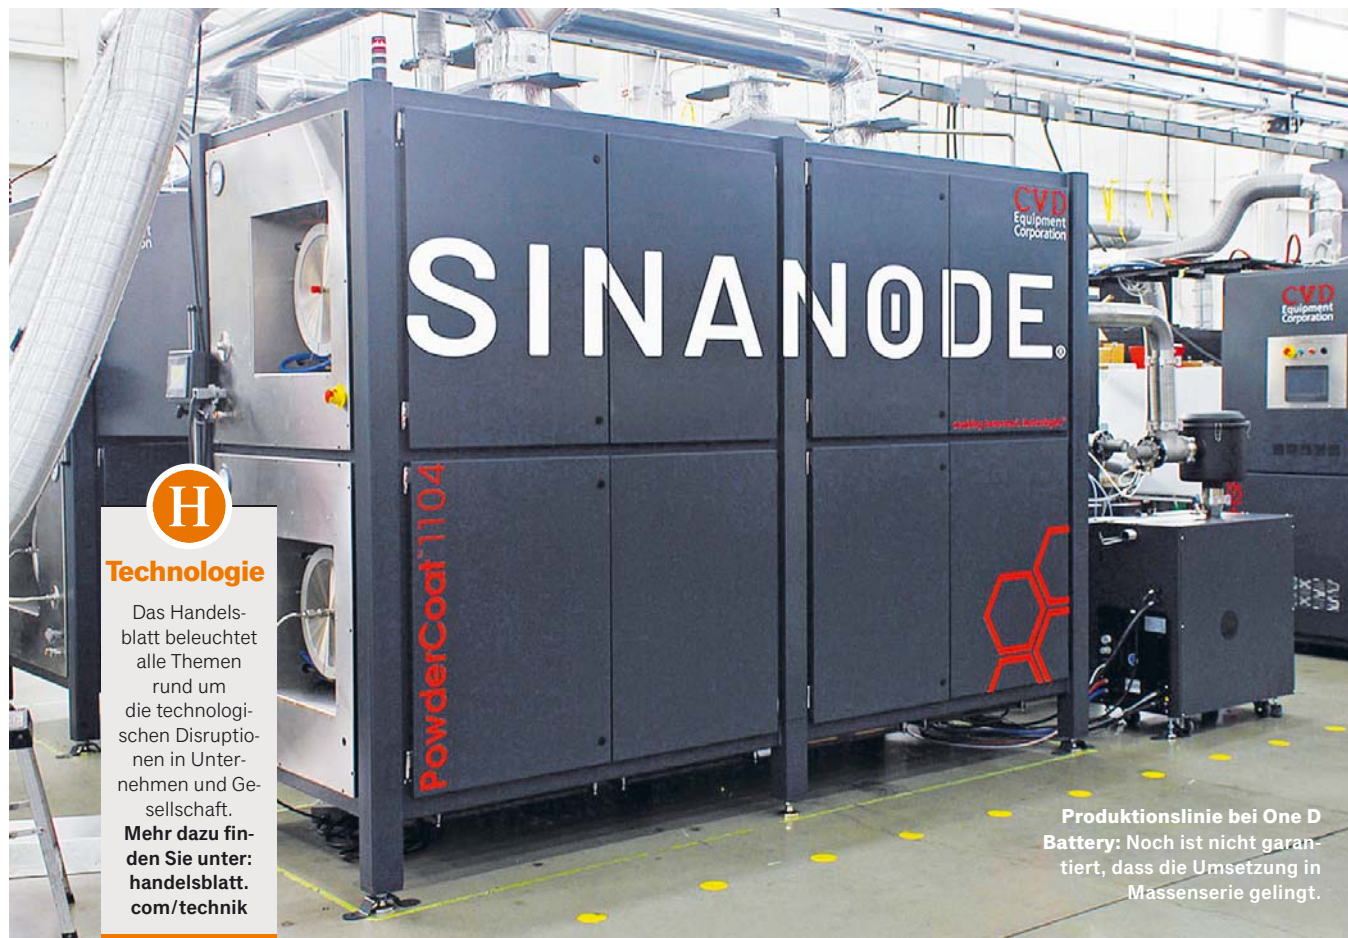 SINANODE®
CVD
Equipment
Corporation
PowderCoat™1104
CVD
Equipment
Corporation
H
Technologie
Das Handels-
blatt beleuchtet
alle Themen
rund um
die technologi-
schen Disruptio-
nen in Unter-
nehmen und Ge-
sellschaft.
Mehr dazu fin-
den Sie unter:
handelsblatt.
com/technik
Produktionslinie bei One D
Battery: Noch ist nicht garan-
tiert, dass die Umsetzung in
Massenserie gelingt.